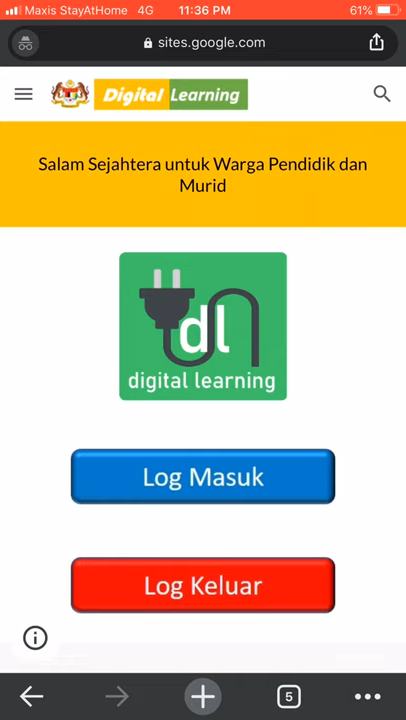 Maxis StayAtHome 4G 11:36 PM 61%
sites.google.com
Digital Learning
Salam Sejahtera untuk Warga Pendidik dan
Murid
dl
digital learning
Log Masuk
Log Keluar
5